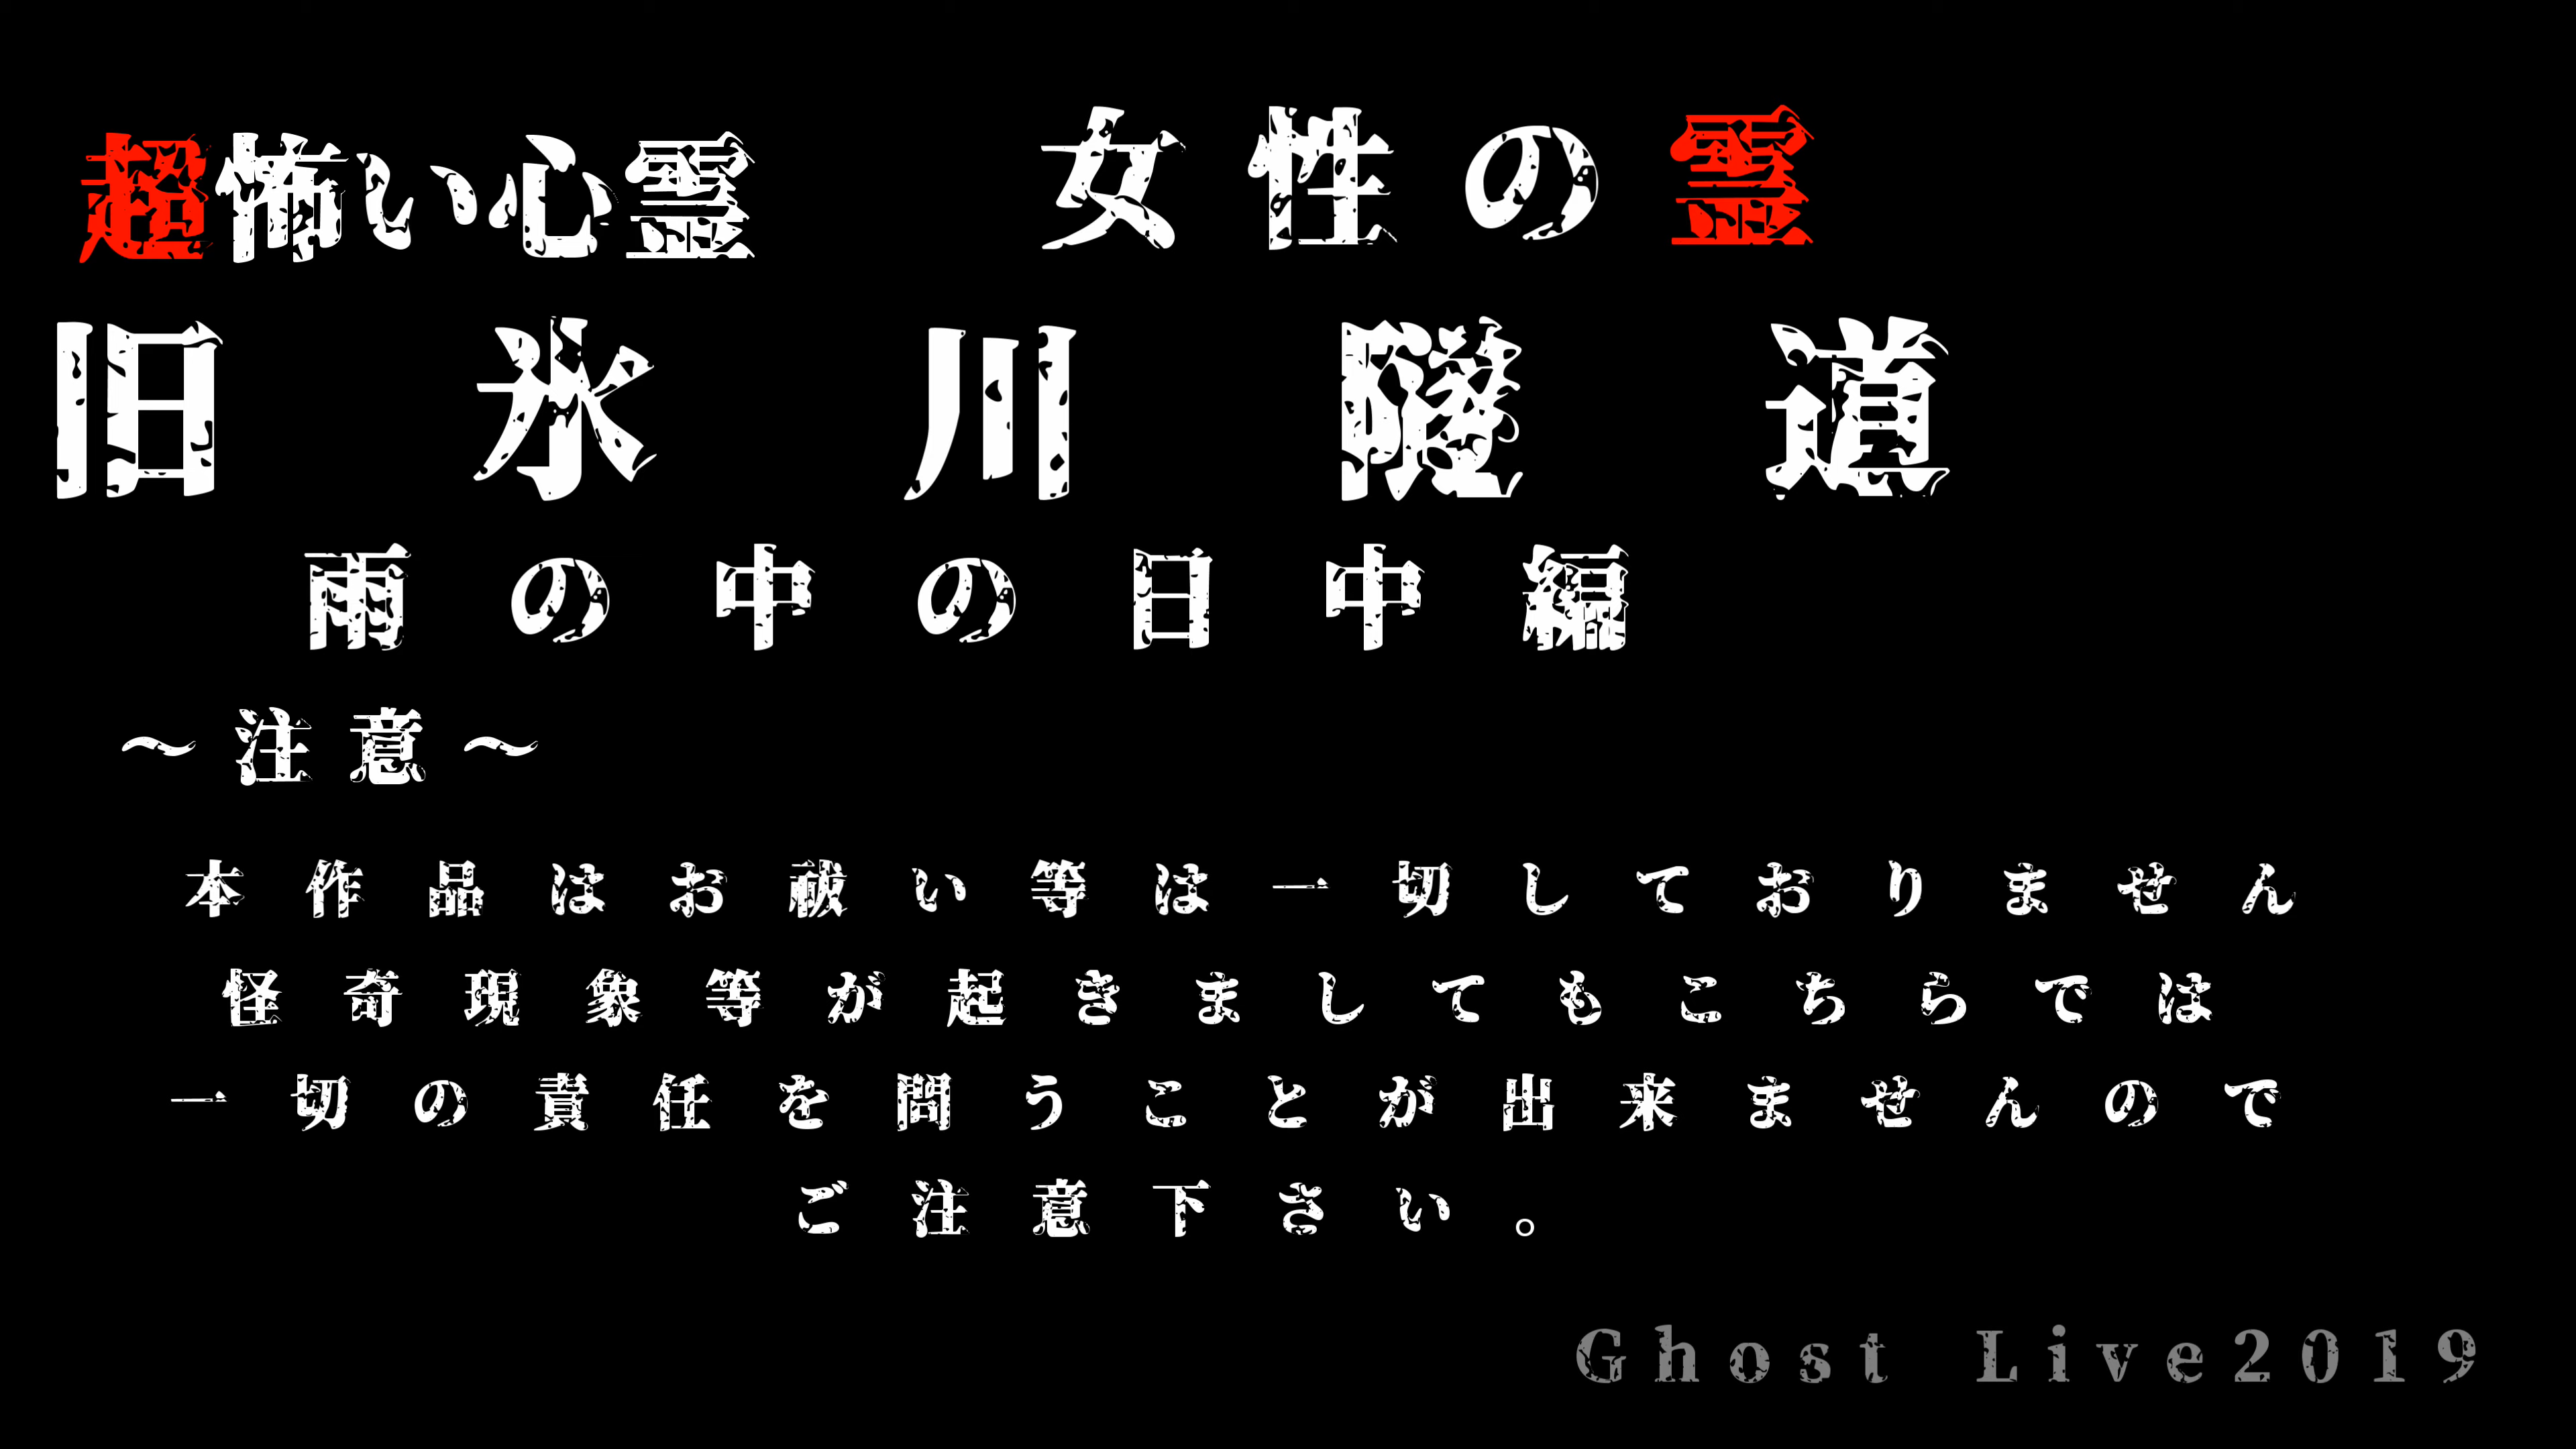 超怖い心霊　女性の霊
旧氷川隧道
雨の中の日中編
～注意～
本作品はお祓い等は一切しておりません
怪奇現象等が起きましてもこちらでは
一切の責任を問うことが出来ませんので
ご注意下さい。
Ghost Live2019